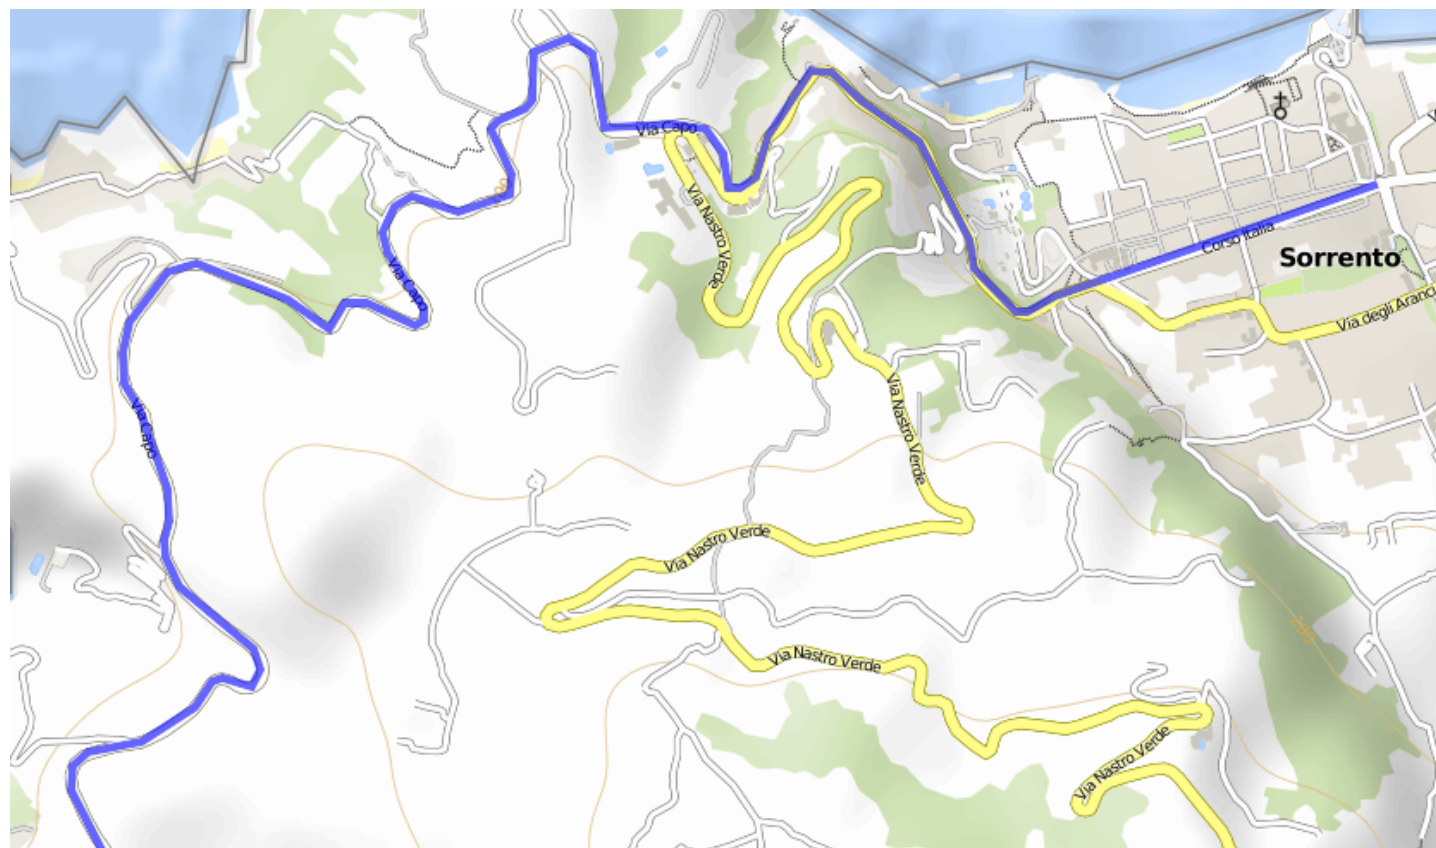 Via Capo
Via Nastro Verde
Corso Italia
Sorrento
Via Capo
Via degli Aranci
Via Capo
Via Nastro Verde
Via Nastro Verde
Via Nastro Verde
Via Nastro Verde